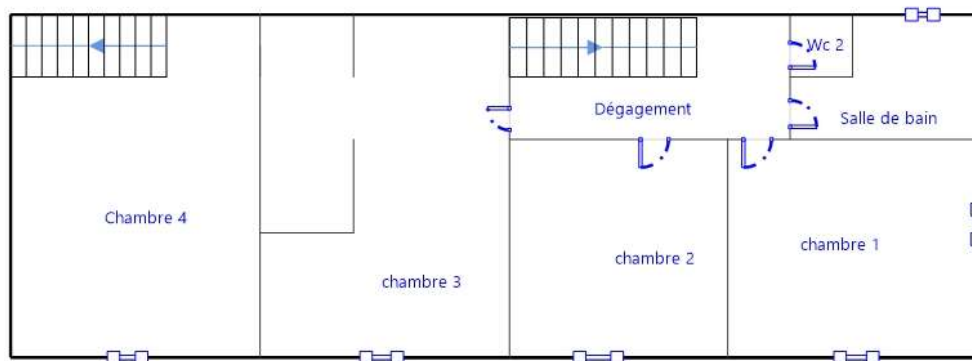 Wc 2
Dégagement
Salle de bain
Chambre 4
chambre 1
chambre 2
chambre 3